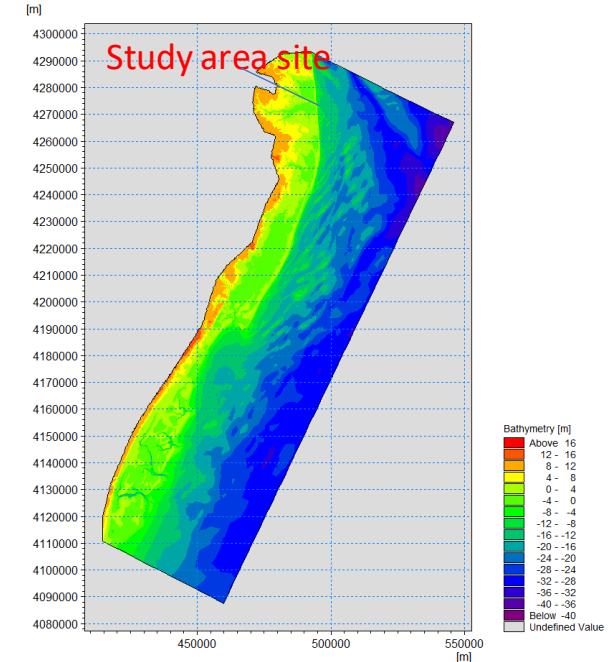 [m]
Study area site
4300000
4290000
4280000
4270000
4260000
4250000
4240000
4230000
4220000
4210000
4200000
4190000
4180000
4170000
4160000
4150000
4140000
4130000
4120000
4110000
4100000
4090000
4080000
450000 500000 550000
[m]
Bathymetry [m]
Above 16
12 - 16
8 - 12
4 - 8
0 - 4
-4 - 0
-8 - -4
-12 - -8
-16 - -12
-20 - -16
-24 - -20
-28 - -24
-32 - -28
-36 - -32
-40 - -36
Below -40
Undefined Value